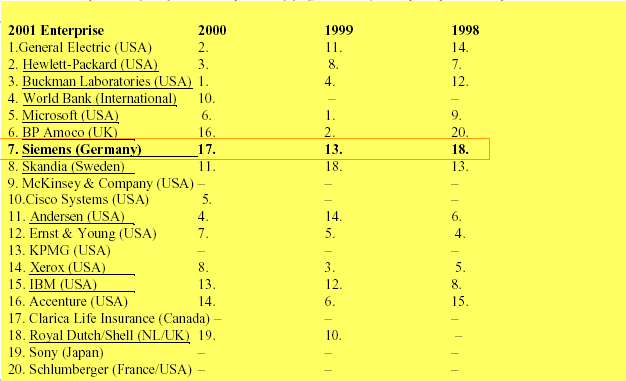 2001 Enterprise 2000 1999 1998
1.General Electric (USA) 2. 11. 14.
2. Hewlett-Packard (USA) 3. 8. 7.
3. Buckman Laboratories (USA) 1. 4. 12.
4. World Bank (International) 10. – –
5. Microsoft (USA) 6. 1. 9.
6. BP Amoco (UK) 16. 2. 20.
7. Siemens (Germany) 17. 13. 18.
8. Skandia (Sweden) 11. 18. 13.
9. McKinsey & Company (USA) – – –
10.Cisco Systems (USA) 5. – –
11. Andersen (USA) 4. 14. 6.
12. Ernst & Young (USA) 7. 5. 4.
13. KPMG (USA) – – –
14. Xerox (USA) 8. 3. 5.
15. IBM (USA) 13. 12. 8.
16. Accenture (USA) 14. 6. 15.
17. Clarica Life Insurance (Canada) – – –
18. Royal Dutch/Shell (NL/UK) 19. 10. –
19. Sony (Japan) – – –
20. Schlumberger (France/USA) – – –